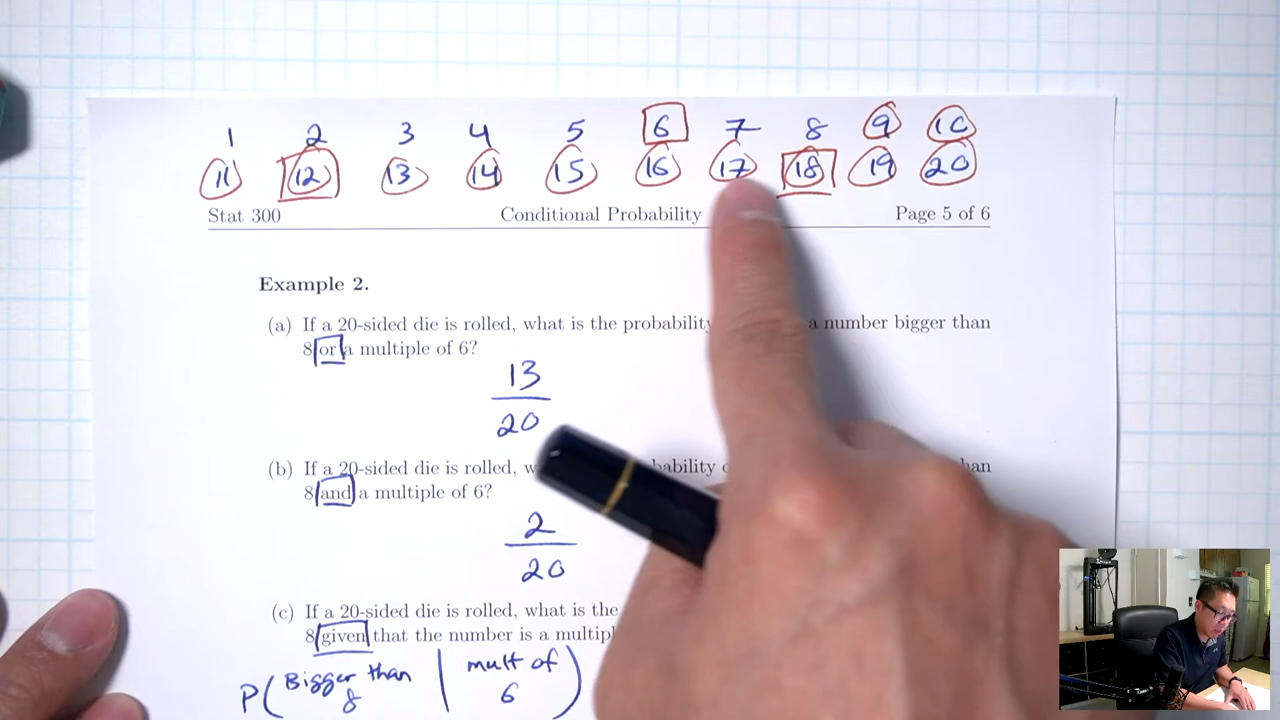 1 2 3 4 5 6 7 8 9 10
11 12 13 14 15 16 17 18 19 20
Stat 300 Conditional Probability Page 5 of 6
Example 2.
(a) If a 20-sided die is rolled, what is the probability a number bigger than
8 or a multiple of 6?
13
20
(b) If a 20-sided die is rolled,
8 and a multiple of 6?
2
20
(c) If a 20-sided die is rolled, what is the
8 given that the number is a
P(Bigger than 8 | mult of 6)